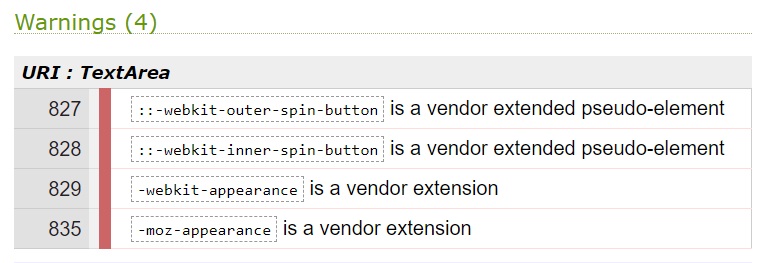 Warnings (4)
URI : TextArea
827 ::-webkit-outer-spin-button is a vendor extended pseudo-element
828 ::-webkit-inner-spin-button is a vendor extended pseudo-element
829 -webkit-appearance is a vendor extension
835 -moz-appearance is a vendor extension